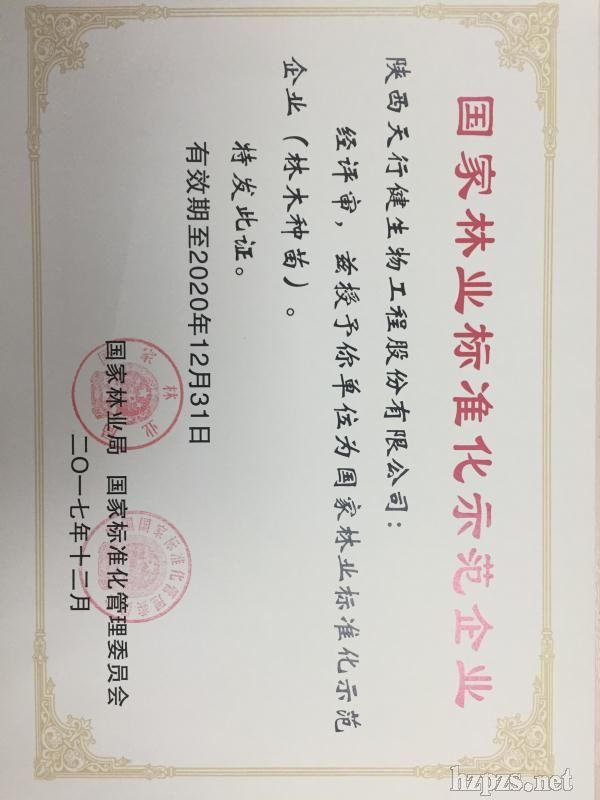 国家林业标准化示范企业
陕西天行健生物工程股份有限公司：
经评审，兹授予你单位为国家林业标准化示范
企业（林木种苗）。
特发此证。
有效期至2020年12月31日
国家林业局 国家标准化管理委员会
二〇一七年十二月
hzpzs.net